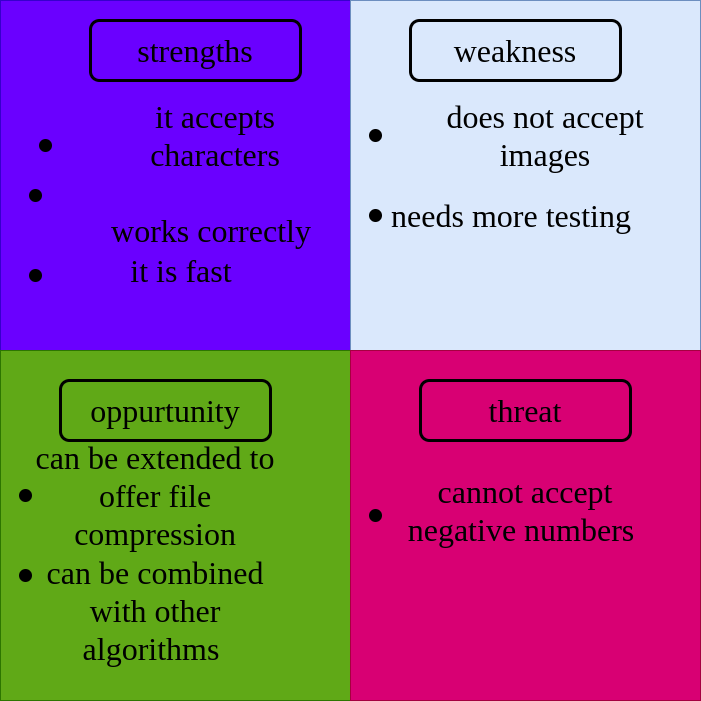 strengths
it accepts
characters
works correctly
it is fast
weakness
does not accept
images
needs more testing
oppurtunity
can be extended to
offer file
compression
can be combined
with other
algorithms
threat
cannot accept
negative numbers